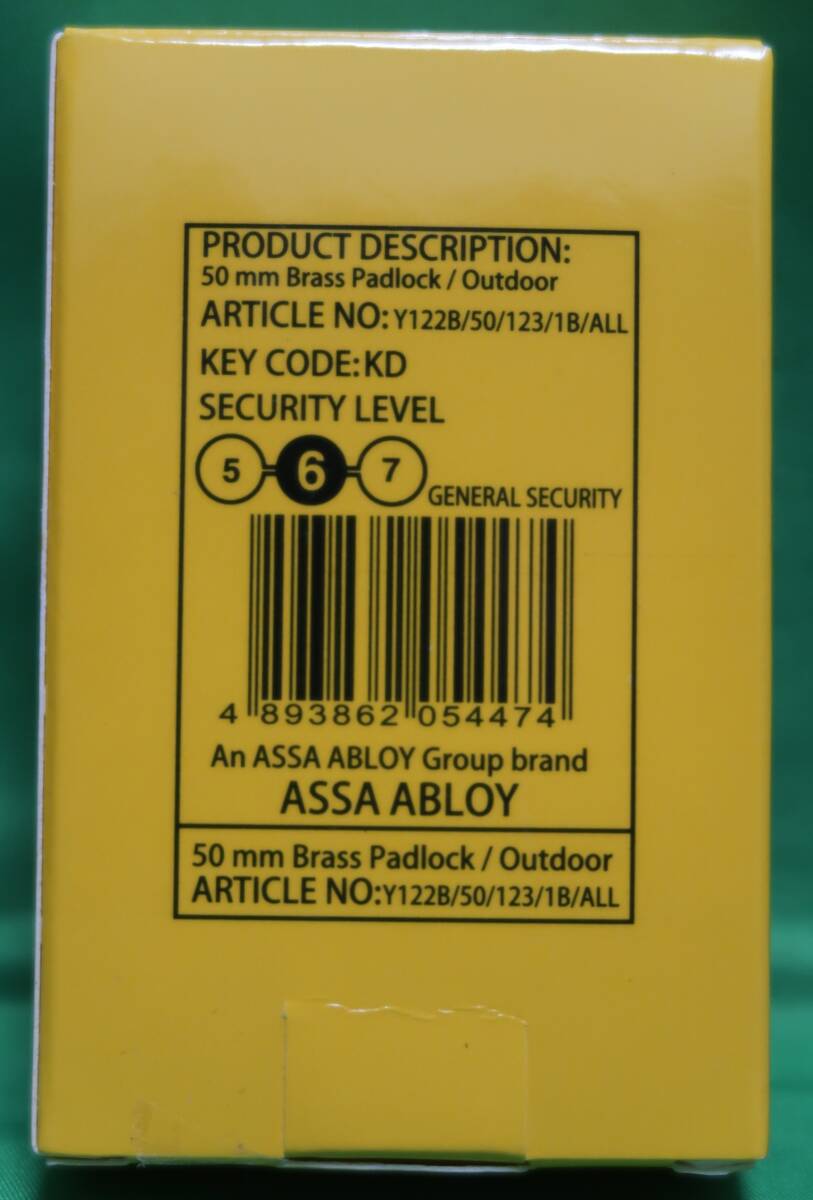 PRODUCT DESCRIPTION:
50 mm Brass Padlock / Outdoor
ARTICLE NO: Y122B/50/123/1B/ALL
KEY CODE:KD
SECURITY LEVEL
5 6 7 GENERAL SECURITY
4 893862 054474
An ASSA ABLOY Group brand
ASSA ABLOY
50 mm Brass Padlock / Outdoor
ARTICLE NO:Y122B/50/123/1B/ALL